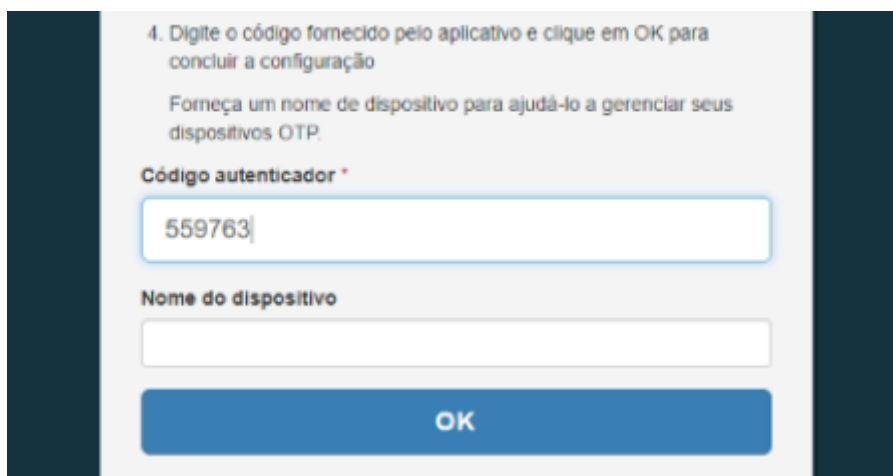 4. Digite o código fornecido pelo aplicativo e clique em OK para
concluir a configuração
Forneça um nome de dispositivo para ajudá-lo a gerenciar seus
dispositivos OTP.
Código autenticador *
559763
Nome do dispositivo
OK